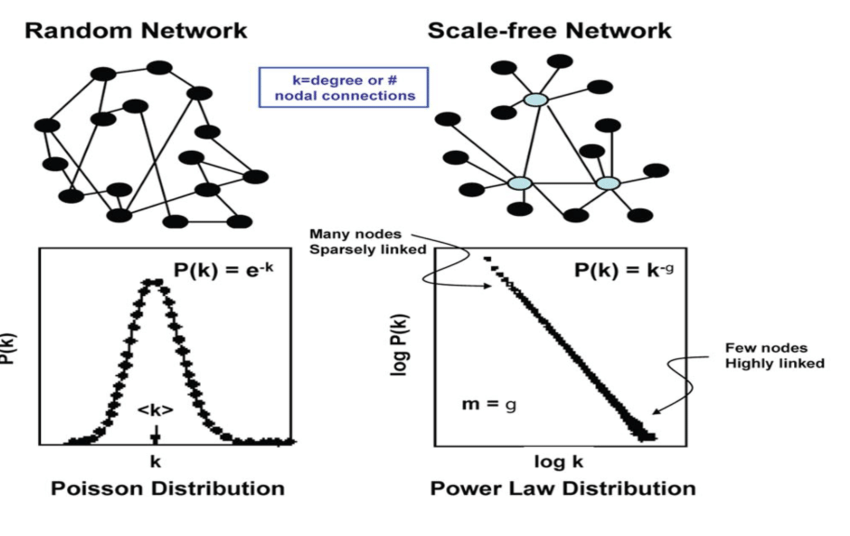 Random Network
Scale-free Network
k=degree or #
nodal connections
Many nodes
Sparsely linked
P(k) = e-k
P(k) = k-g
P(k)
log P(k)
Few nodes
Highly linked
<k>
m = g
k
log k
Poisson Distribution
Power Law Distribution